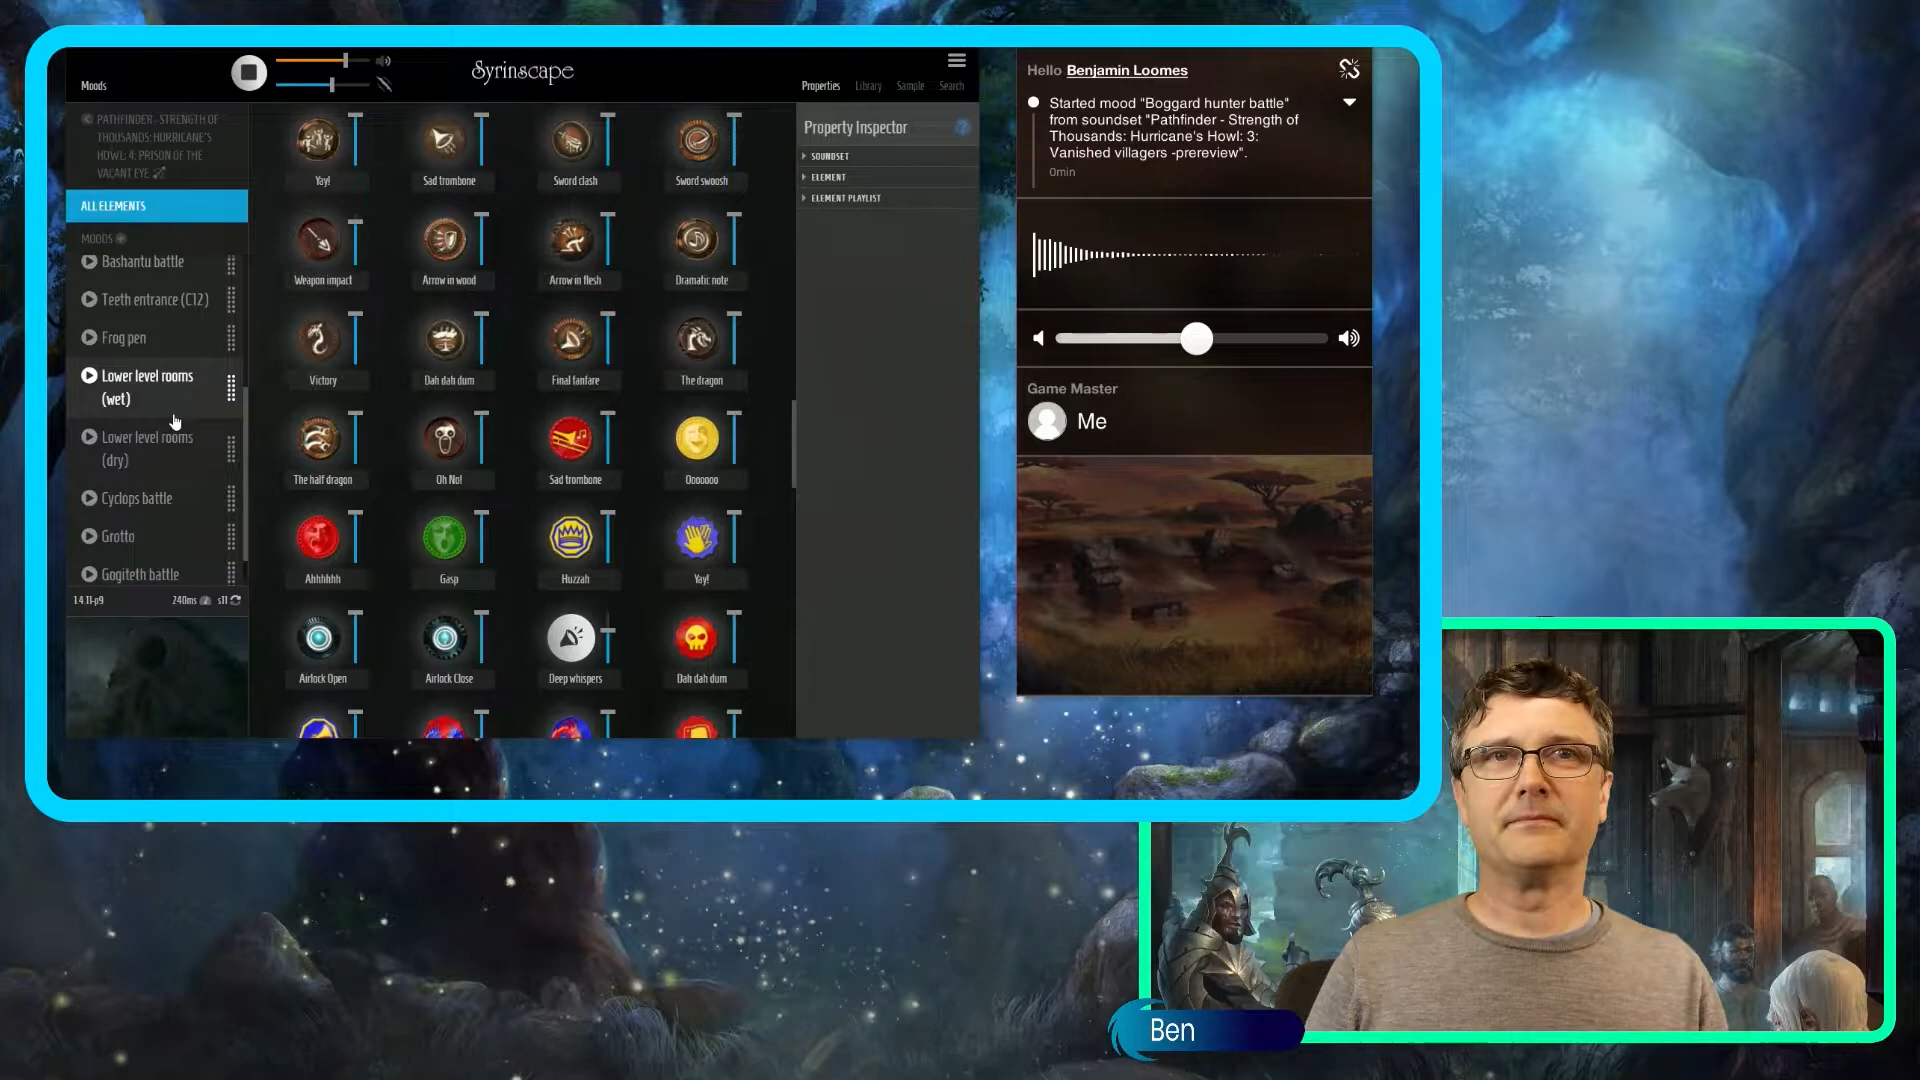 Moods
Syrinscape
Properties
Library
Sample
Search
PATHFINDER - STRENGTH OF
THOUSANDS: HURRICANE'S
HOWL: 4: PRISON OF THE
VACANT EYE
ALL ELEMENTS
MOODS
Bashantu battle
Teeth entrance (C12)
Frog pen
Lower level rooms
(wet)
Lower level rooms
(dry)
Cyclops battle
Grotto
Gogiteth battle
1.4.11-p9
240ms
s11
Yay!
Sad trombone
Sword clash
Sword swoosh
Weapon impact
Arrow in wood
Arrow in flesh
Dramatic note
Victory
Dah dah dum
Final fanfare
The dragon
The half dragon
Oh No!
Sad trombone
Ooooooo
Ahhhhhh
Gasp
Huzzah
Yay!
Airlock Open
Airlock Close
Deep whispers
Dah dah dum
Property Inspector
?
SOUNDSET
ELEMENT
ELEMENT PLAYLIST
Hello Benjamin Loomes
Started mood "Boggard hunter battle"
from soundset "Pathfinder - Strength of
Thousands: Hurricane's Howl: 3:
Vanished villagers -prereview".
0min
Game Master
Me
Ben